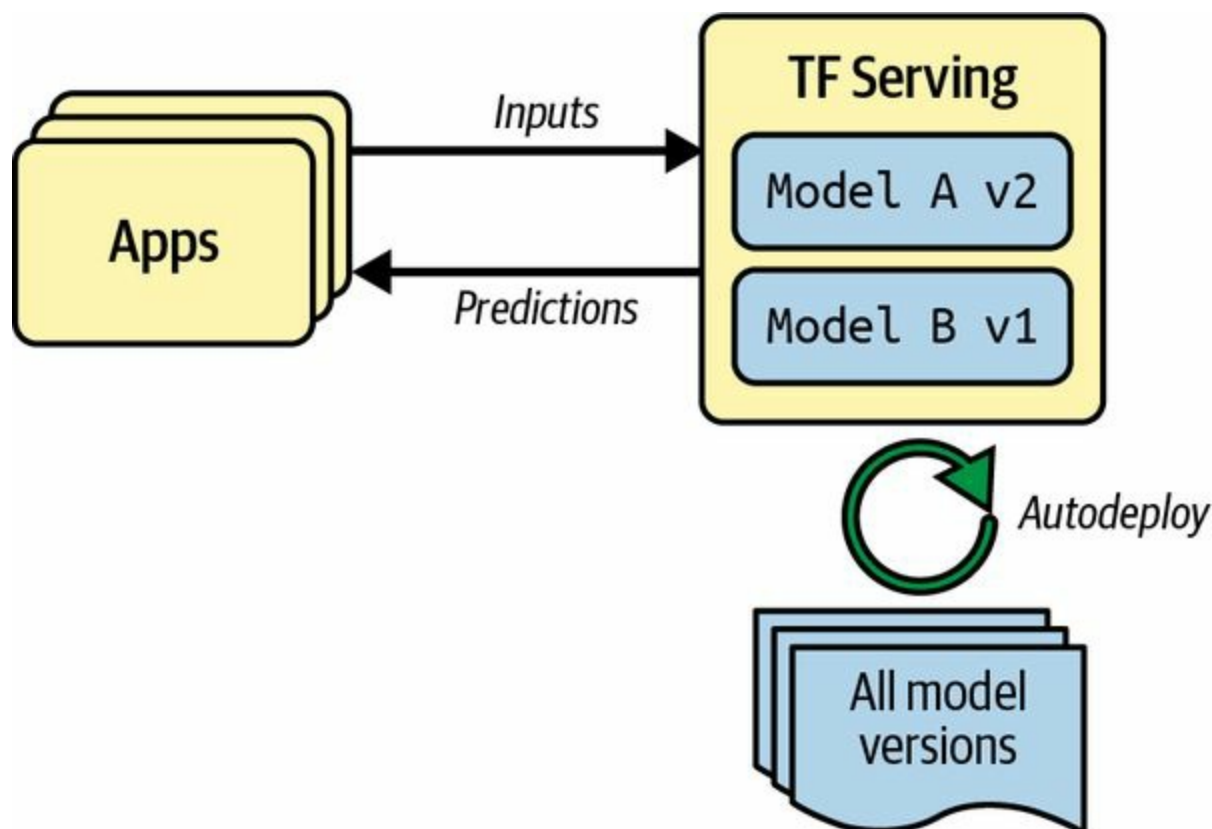 TF Serving
Inputs
Model A v2
Apps
Predictions
Model B v1
Autodeploy
All model
versions